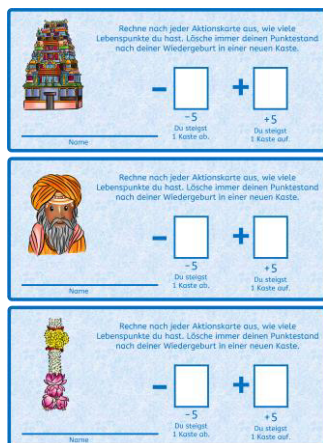 Rechne nach jeder Aktionskarte aus, wie viele
Lebenspunkte du hast. Lösche immer deinen Punktestand
nach deiner Wiedergeburt in einer neuen Kaste.
- +
-5 +5
Du steigst Du steigst
1 Kaste ab. 1 Kaste auf.
Name
Rechne nach jeder Aktionskarte aus, wie viele
Lebenspunkte du hast. Lösche immer deinen Punktestand
nach deiner Wiedergeburt in einer neuen Kaste.
- +
-5 +5
Du steigst Du steigst
1 Kaste ab. 1 Kaste auf.
Name
Rechne nach jeder Aktionskarte aus, wie viele
Lebenspunkte du hast. Lösche immer deinen Punktestand
nach deiner Wiedergeburt in einer neuen Kaste.
- +
-5 +5
Du steigst Du steigst
1 Kaste ab. 1 Kaste auf.
Name